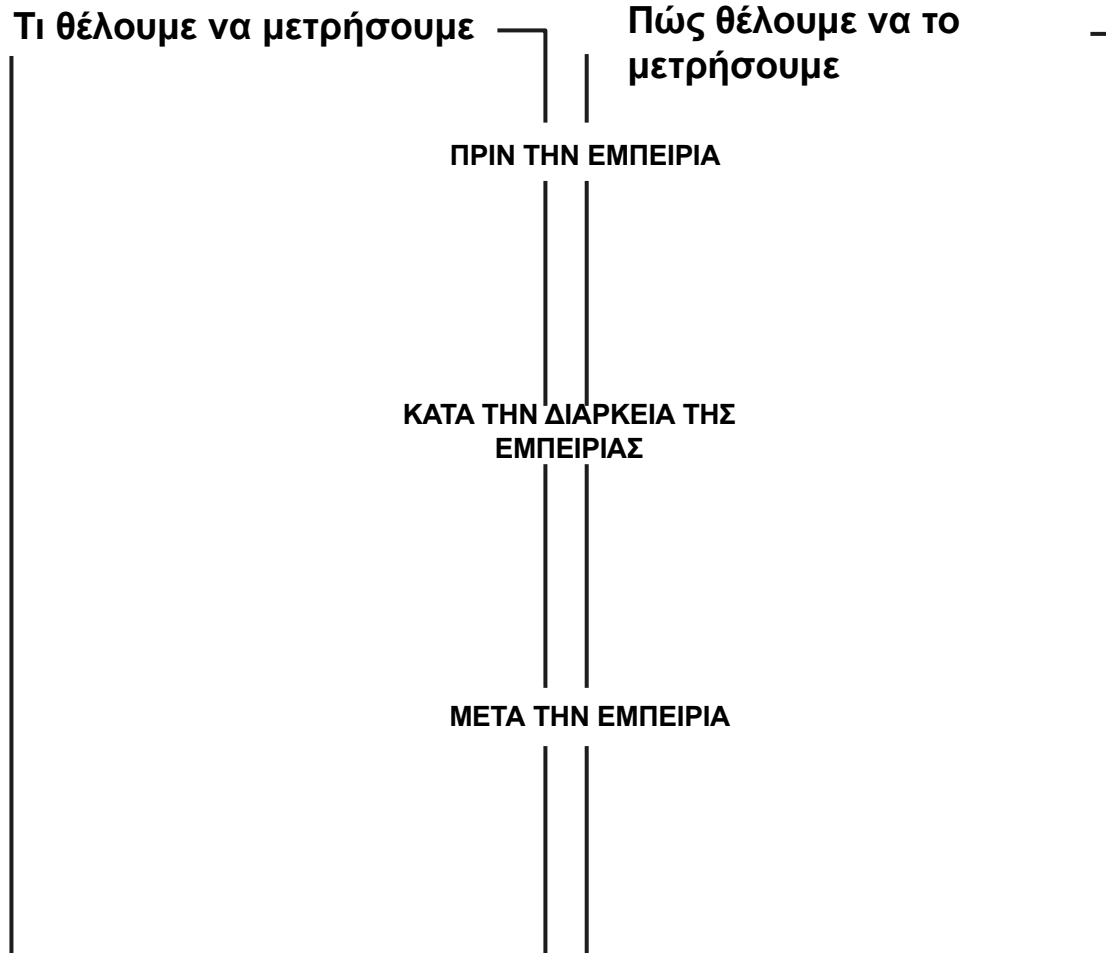 Τι θέλουμε να μετρήσουμε
Πώς θέλουμε να το
μετρήσουμε
ΠΡΙΝ ΤΗΝ ΕΜΠΕΙΡΙΑ
ΚΑΤΑ ΤΗΝ ΔΙΑΡΚΕΙΑ ΤΗΣ
ΕΜΠΕΙΡΙΑΣ
ΜΕΤΑ ΤΗΝ ΕΜΠΕΙΡΙΑ